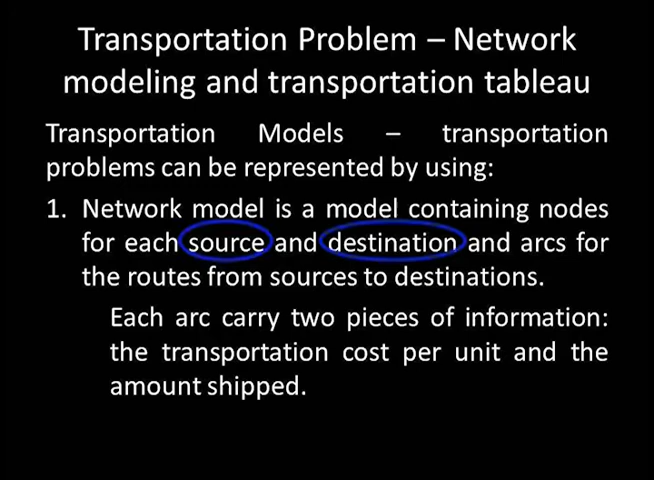 Transportation Problem – Network
modeling and transportation tableau
Transportation Models – transportation
problems can be represented by using:
1. Network model is a model containing nodes
for each source and destination and arcs for
the routes from sources to destinations.
Each arc carry two pieces of information:
the transportation cost per unit and the
amount shipped.